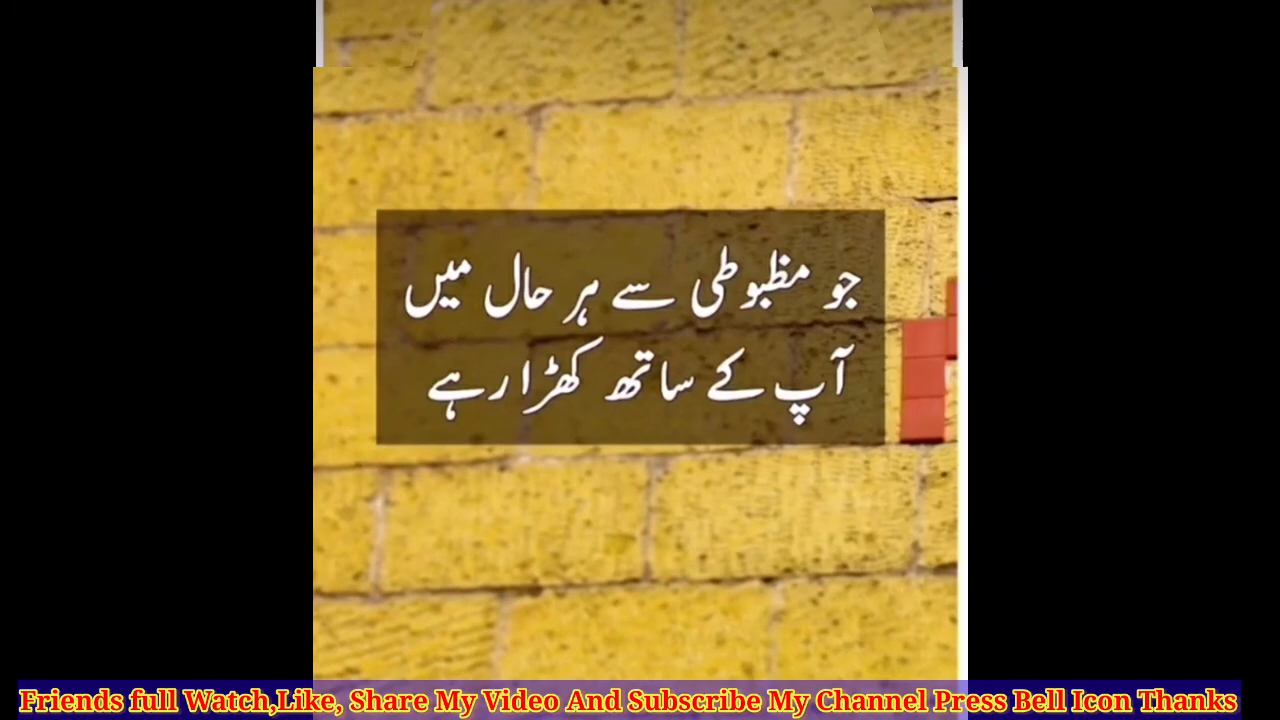 جو مظبوطی سے ہر حال میں
آپ کے ساتھ کھڑا رہے
Friends full Watch,Like, Share My Video And Subscribe My Channel Press Bell Icon Thanks